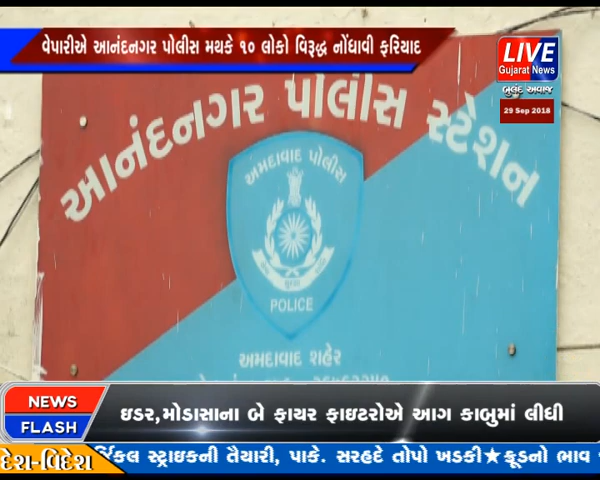 વેપારીએ આનંદનગર પોલીસ મથકે ૧૦ લોકો વિરૂદ્ધ નોંધાવી ફરિયાદ
LIVE
Gujarat News
બુલંદ અવાજ
29 Sep 2018
આનંદનગર પોલીસ સ્ટેશન
અમદાવાદ પોલીસ
POLICE
અમદાવાદ શહેર
NEWS
FLASH
ઇડર,મોડાસાના બે ફાયર ફાઇટરોએ આગ કાબુમાં લીધી
દેશ-વિદેશ
સ્ટ્રાઇકની તૈયારી, પાકે. સરહદે તોપો ખડકી★ક્રૂડનો ભાવ